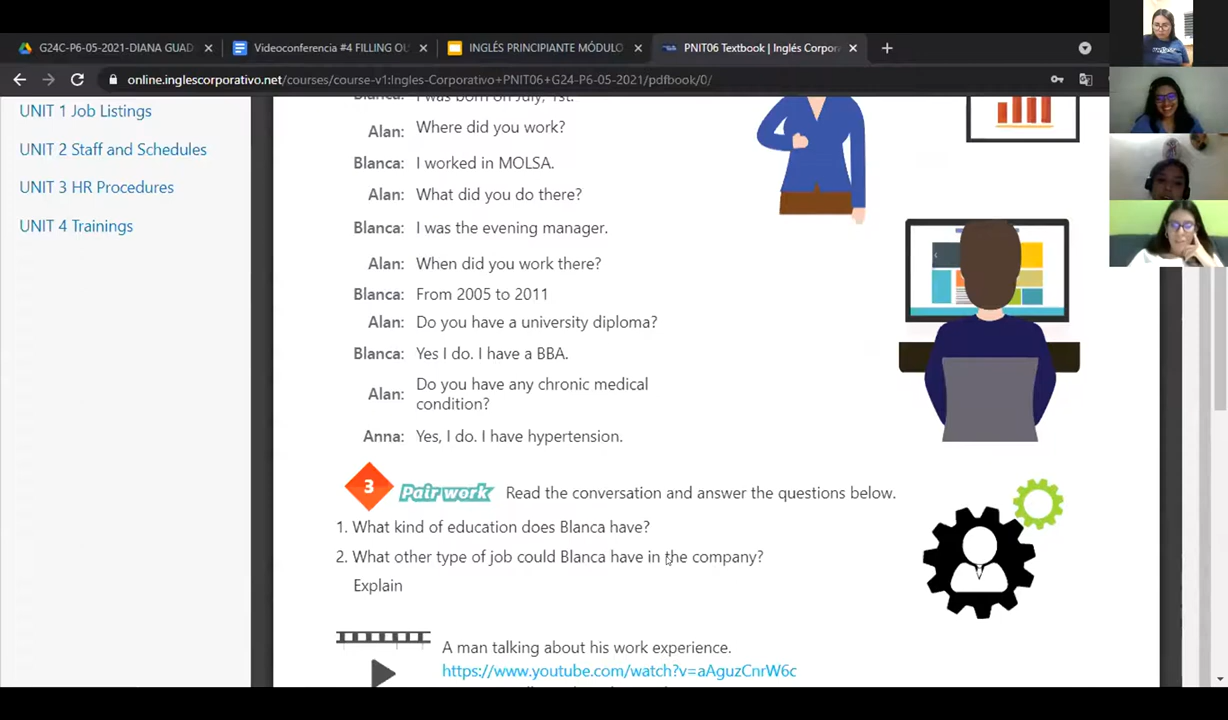 G24C-P6-05-2021-DIANA GUAD
Videoconferencia #4 FILLING OU
INGLÉS PRINCIPIANTE MÓDULO
PNIT06 Textbook | Inglés Corpor
online.inglescorporativo.net/courses/course-v1:Ingles-Corporativo+PNIT06+G24-P6-05-2021/pdfbook/0/
UNIT 1 Job Listings
UNIT 2 Staff and Schedules
UNIT 3 HR Procedures
UNIT 4 Trainings
Blanca: I was born on July, 1st.
Alan: Where did you work?
Blanca: I worked in MOLSA.
Alan: What did you do there?
Blanca: I was the evening manager.
Alan: When did you work there?
Blanca: From 2005 to 2011
Alan: Do you have a university diploma?
Blanca: Yes I do. I have a BBA.
Alan: Do you have any chronic medical
condition?
Anna: Yes, I do. I have hypertension.
3 Pair work Read the conversation and answer the questions below.
1. What kind of education does Blanca have?
2. What other type of job could Blanca have in the company?
Explain
A man talking about his work experience.
https://www.youtube.com/watch?v=aAguzCnrW6c